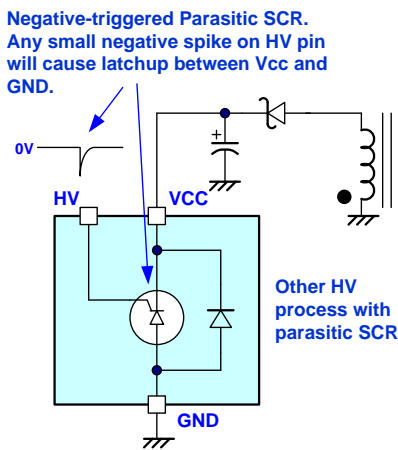 Negative-triggered Parasitic SCR.
Any small negative spike on HV pin
will cause latchup between Vcc and
GND.
+
0V
HV
VCC
Other HV
process with
parasitic SCR
GND